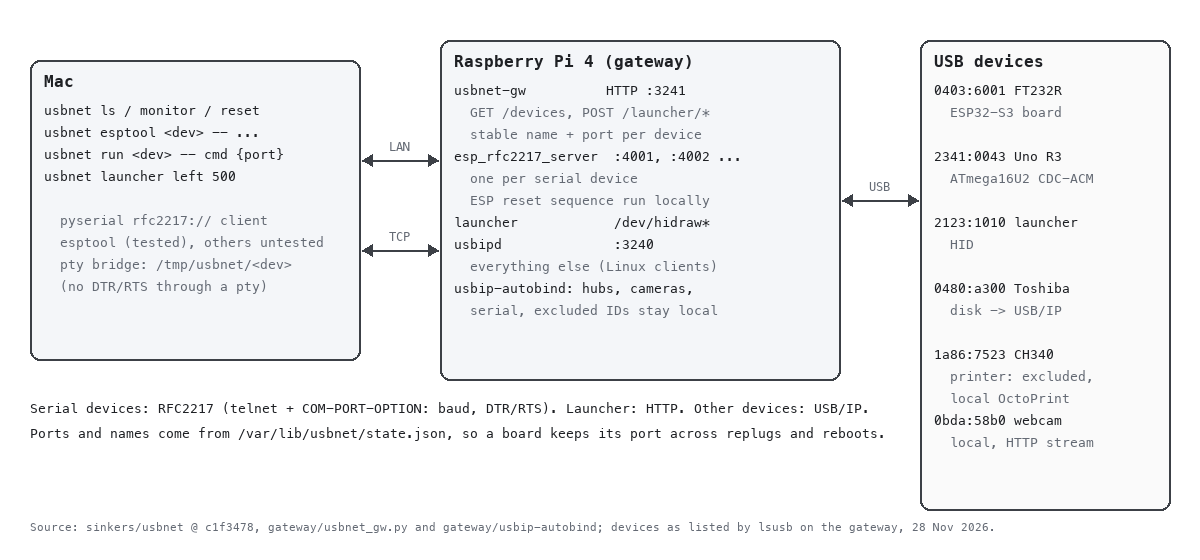 Mac
usbnet ls / monitor / reset
usbnet esptool <dev> -- ...
usbnet run <dev> -- cmd {port}
usbnet launcher left 500
pyserial rfc2217:// client
esptool (tested), others untested
pty bridge: /tmp/usbnet/<dev>
(no DTR/RTS through a pty)
LAN
TCP
Raspberry Pi 4 (gateway)
usbnet-gw HTTP :3241
GET /devices, POST /launcher/*
stable name + port per device
esp_rfc2217_server :4001, :4002 ...
one per serial device
ESP reset sequence run locally
launcher /dev/hidraw*
usbipd :3240
everything else (Linux clients)
usbip-autobind: hubs, cameras,
serial, excluded IDs stay local
USB
USB devices
0403:6001 FT232R
ESP32-S3 board
2341:0043 Uno R3
ATmega16U2 CDC-ACM
2123:1010 launcher
HID
0480:a300 Toshiba
disk -> USB/IP
1a86:7523 CH340
printer: excluded,
local OctoPrint
0bda:58b0 webcam
local, HTTP stream
Serial devices: RFC2217 (telnet + COM-PORT-OPTION: baud, DTR/RTS). Launcher: HTTP. Other devices: USB/IP.
Ports and names come from /var/lib/usbnet/state.json, so a board keeps its port across replugs and reboots.
Source: sinkers/usbnet @ c1f3478, gateway/usbnet_gw.py and gateway/usbip-autobind; devices as listed by lsusb on the gateway, 28 Nov 2026.